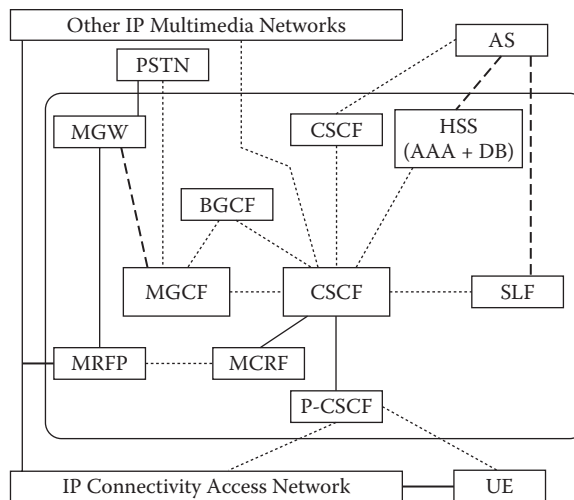 Other IP Multimedia Networks
AS
PSTN
MGW
CSCF
HSS
(AAA + DB)
BGCF
MGCF
CSCF
SLF
MRFP
MCRF
P-CSCF
IP Connectivity Access Network
UE